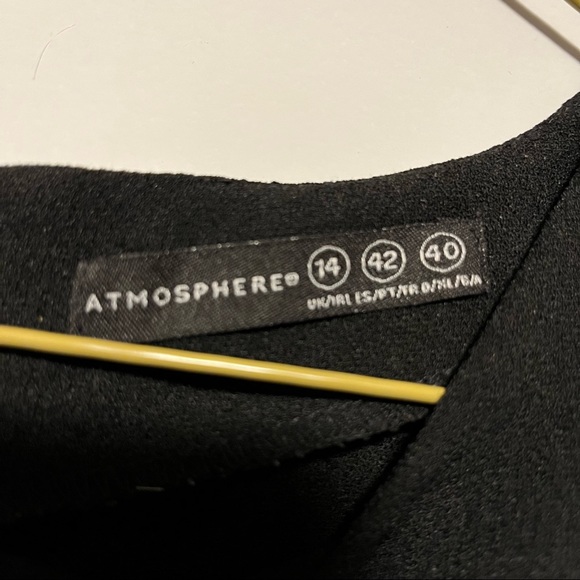 ATMOSPHERE® 14 42 40
UK/IRL ES/PT/FR D/NL/B/A